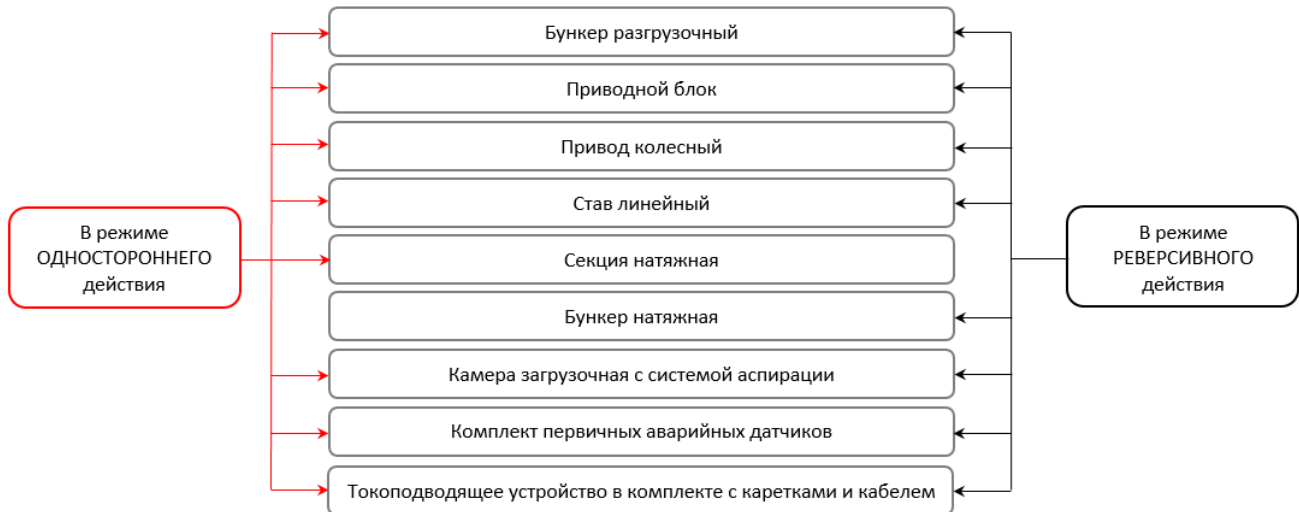 Бункер разгрузочный
Приводной блок
Привод колесный
Став линейный
В режиме
ОДНОСТОРОННЕГО
действия
Секция натяжная
В режиме
РЕВЕРСИВНОГО
действия
Бункер натяжная
Камера загрузочная с системой аспирации
Комплект первичных аварийных датчиков
Токоподводящее устройство в комплекте с каретками и кабелем